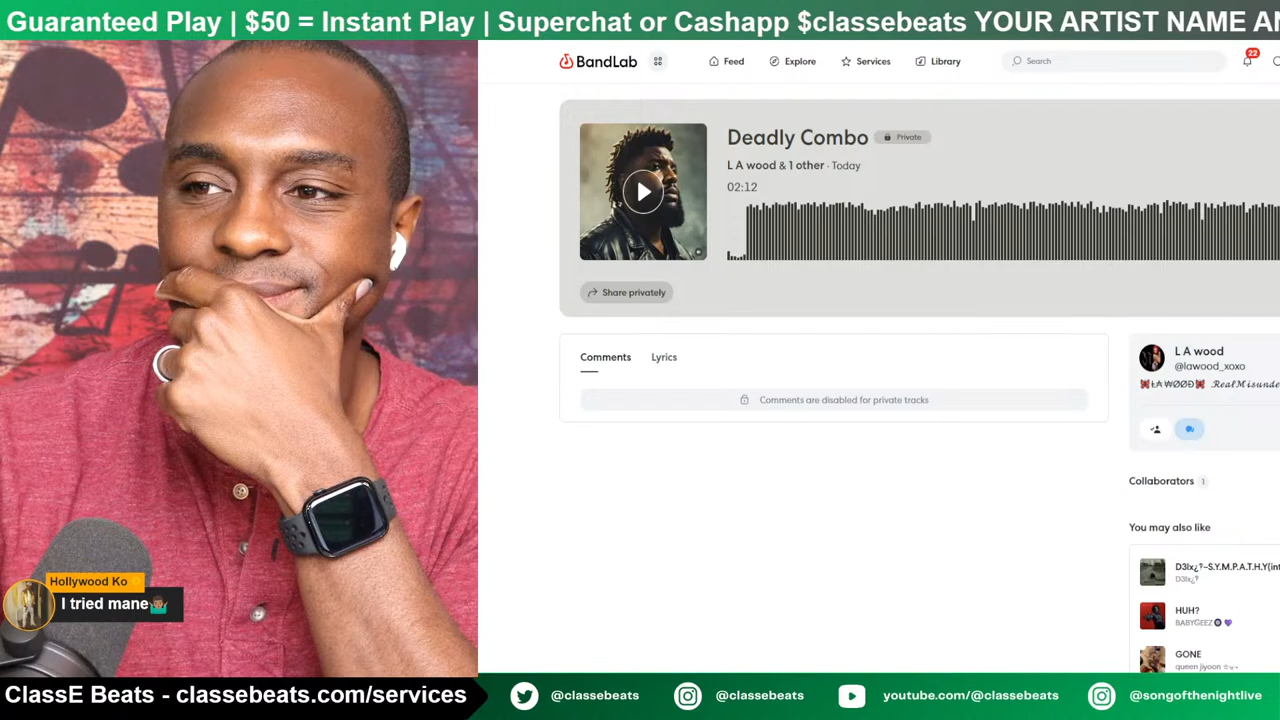 Guaranteed Play | $50 = Instant Play | Superchat or Cashapp $classebeats YOUR ARTIST NAME
BandLab
Feed
Explore
Services
Library
Search
22
Deadly Combo
Private
L A wood & 1 other · Today
02:12
Share privately
Comments
Lyrics
Comments are disabled for private tracks
L A wood
@lawood_xoxo
Collaborators 1
You may also like
D3lx¿?
HUH?
BABYGEEZ
GONE
queen jiyoon
Hollywood Ko
I tried mane
ClassE Beats - classebeats.com/services
@classebeats
@classebeats
youtube.com/@classebeats
@songofthenightlive